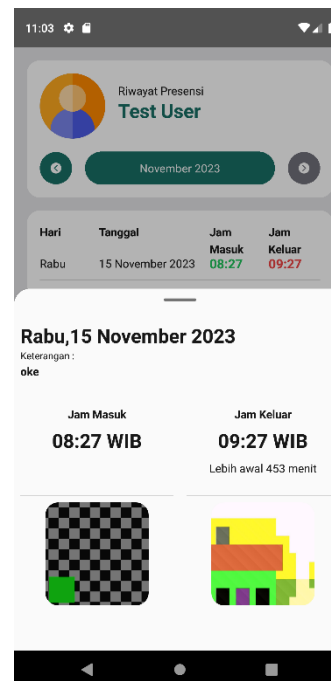 11:03
Riwayat Presensi
Test User
November 2023
Hari Tanggal Jam Masuk Jam Keluar
Rabu 15 November 2023 08:27 09:27
Rabu,15 November 2023
Keterangan :
oke
Jam Masuk Jam Keluar
08:27 WIB 09:27 WIB
Lebih awal 453 menit